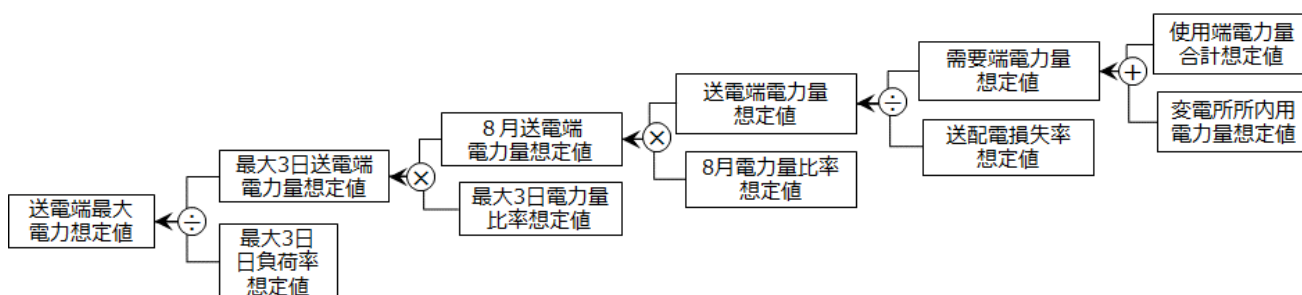 使用端電力量
合計想定値
+
変電所所内用
電力量想定値
需要端電力量
想定値
÷
送配電損失率
想定値
送電端電力量
想定値
×
8月電力量比率
想定値
８月送電端
電力量想定値
×
最大3日電力量
比率想定値
最大3日送電端
電力量想定値
÷
最大3日
日負荷率
想定値
送電端最大
電力想定値